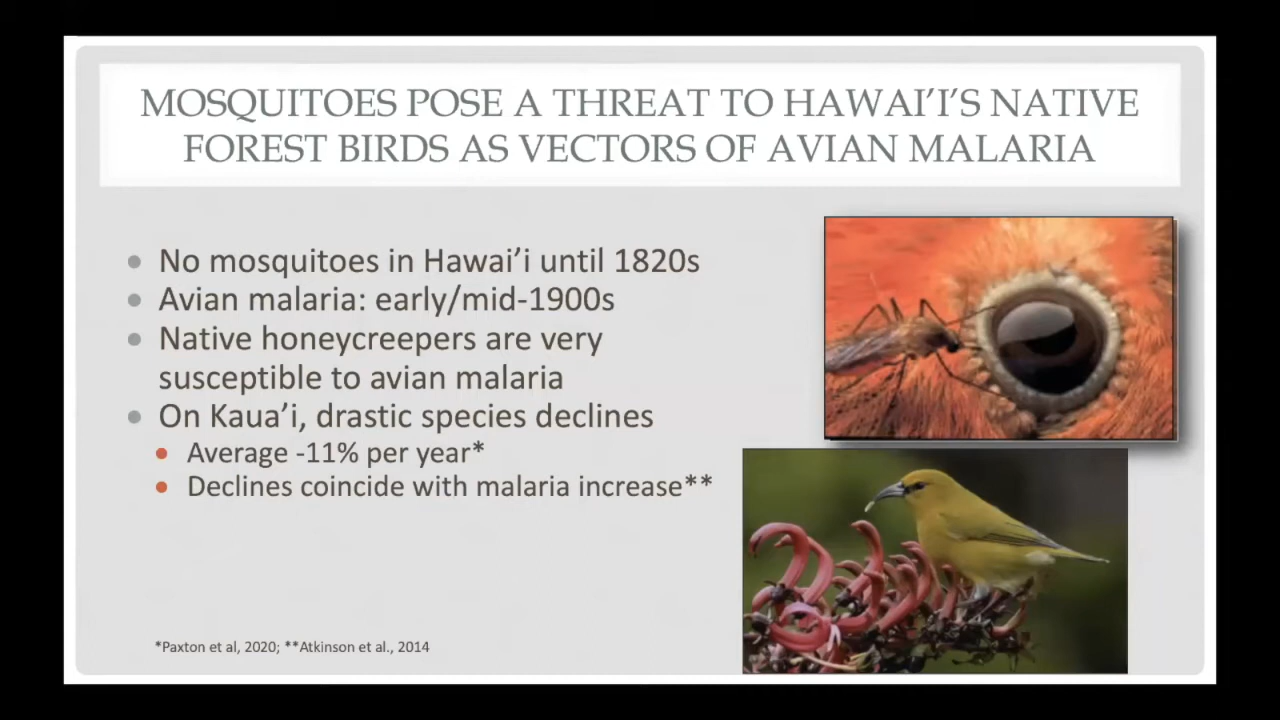 MOSQUITOES POSE A THREAT TO HAWAI’I’S NATIVE
FOREST BIRDS AS VECTORS OF AVIAN MALARIA
No mosquitoes in Hawai’i until 1820s
Avian malaria: early/mid-1900s
Native honeycreepers are very
susceptible to avian malaria
On Kaua’i, drastic species declines
Average -11% per year*
Declines coincide with malaria increase**
*Paxton et al, 2020; **Atkinson et al., 2014